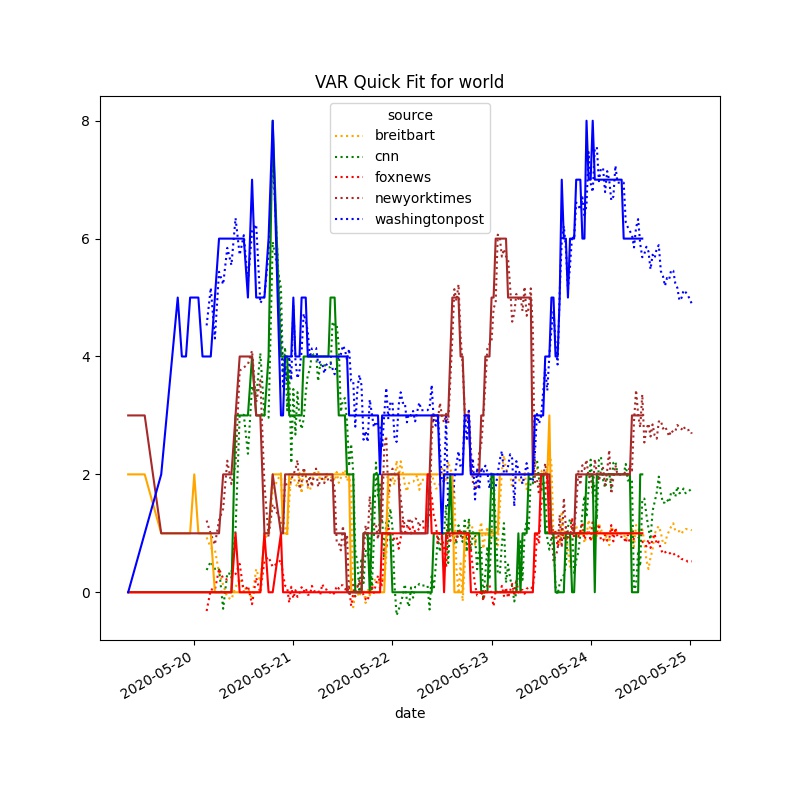 VAR Quick Fit for world
source
breitbart
cnn
foxnews
newyorktimes
washingtonpost
8
6
4
2
0
2020-05-20
2020-05-21
2020-05-22
2020-05-23
2020-05-24
2020-05-25
date